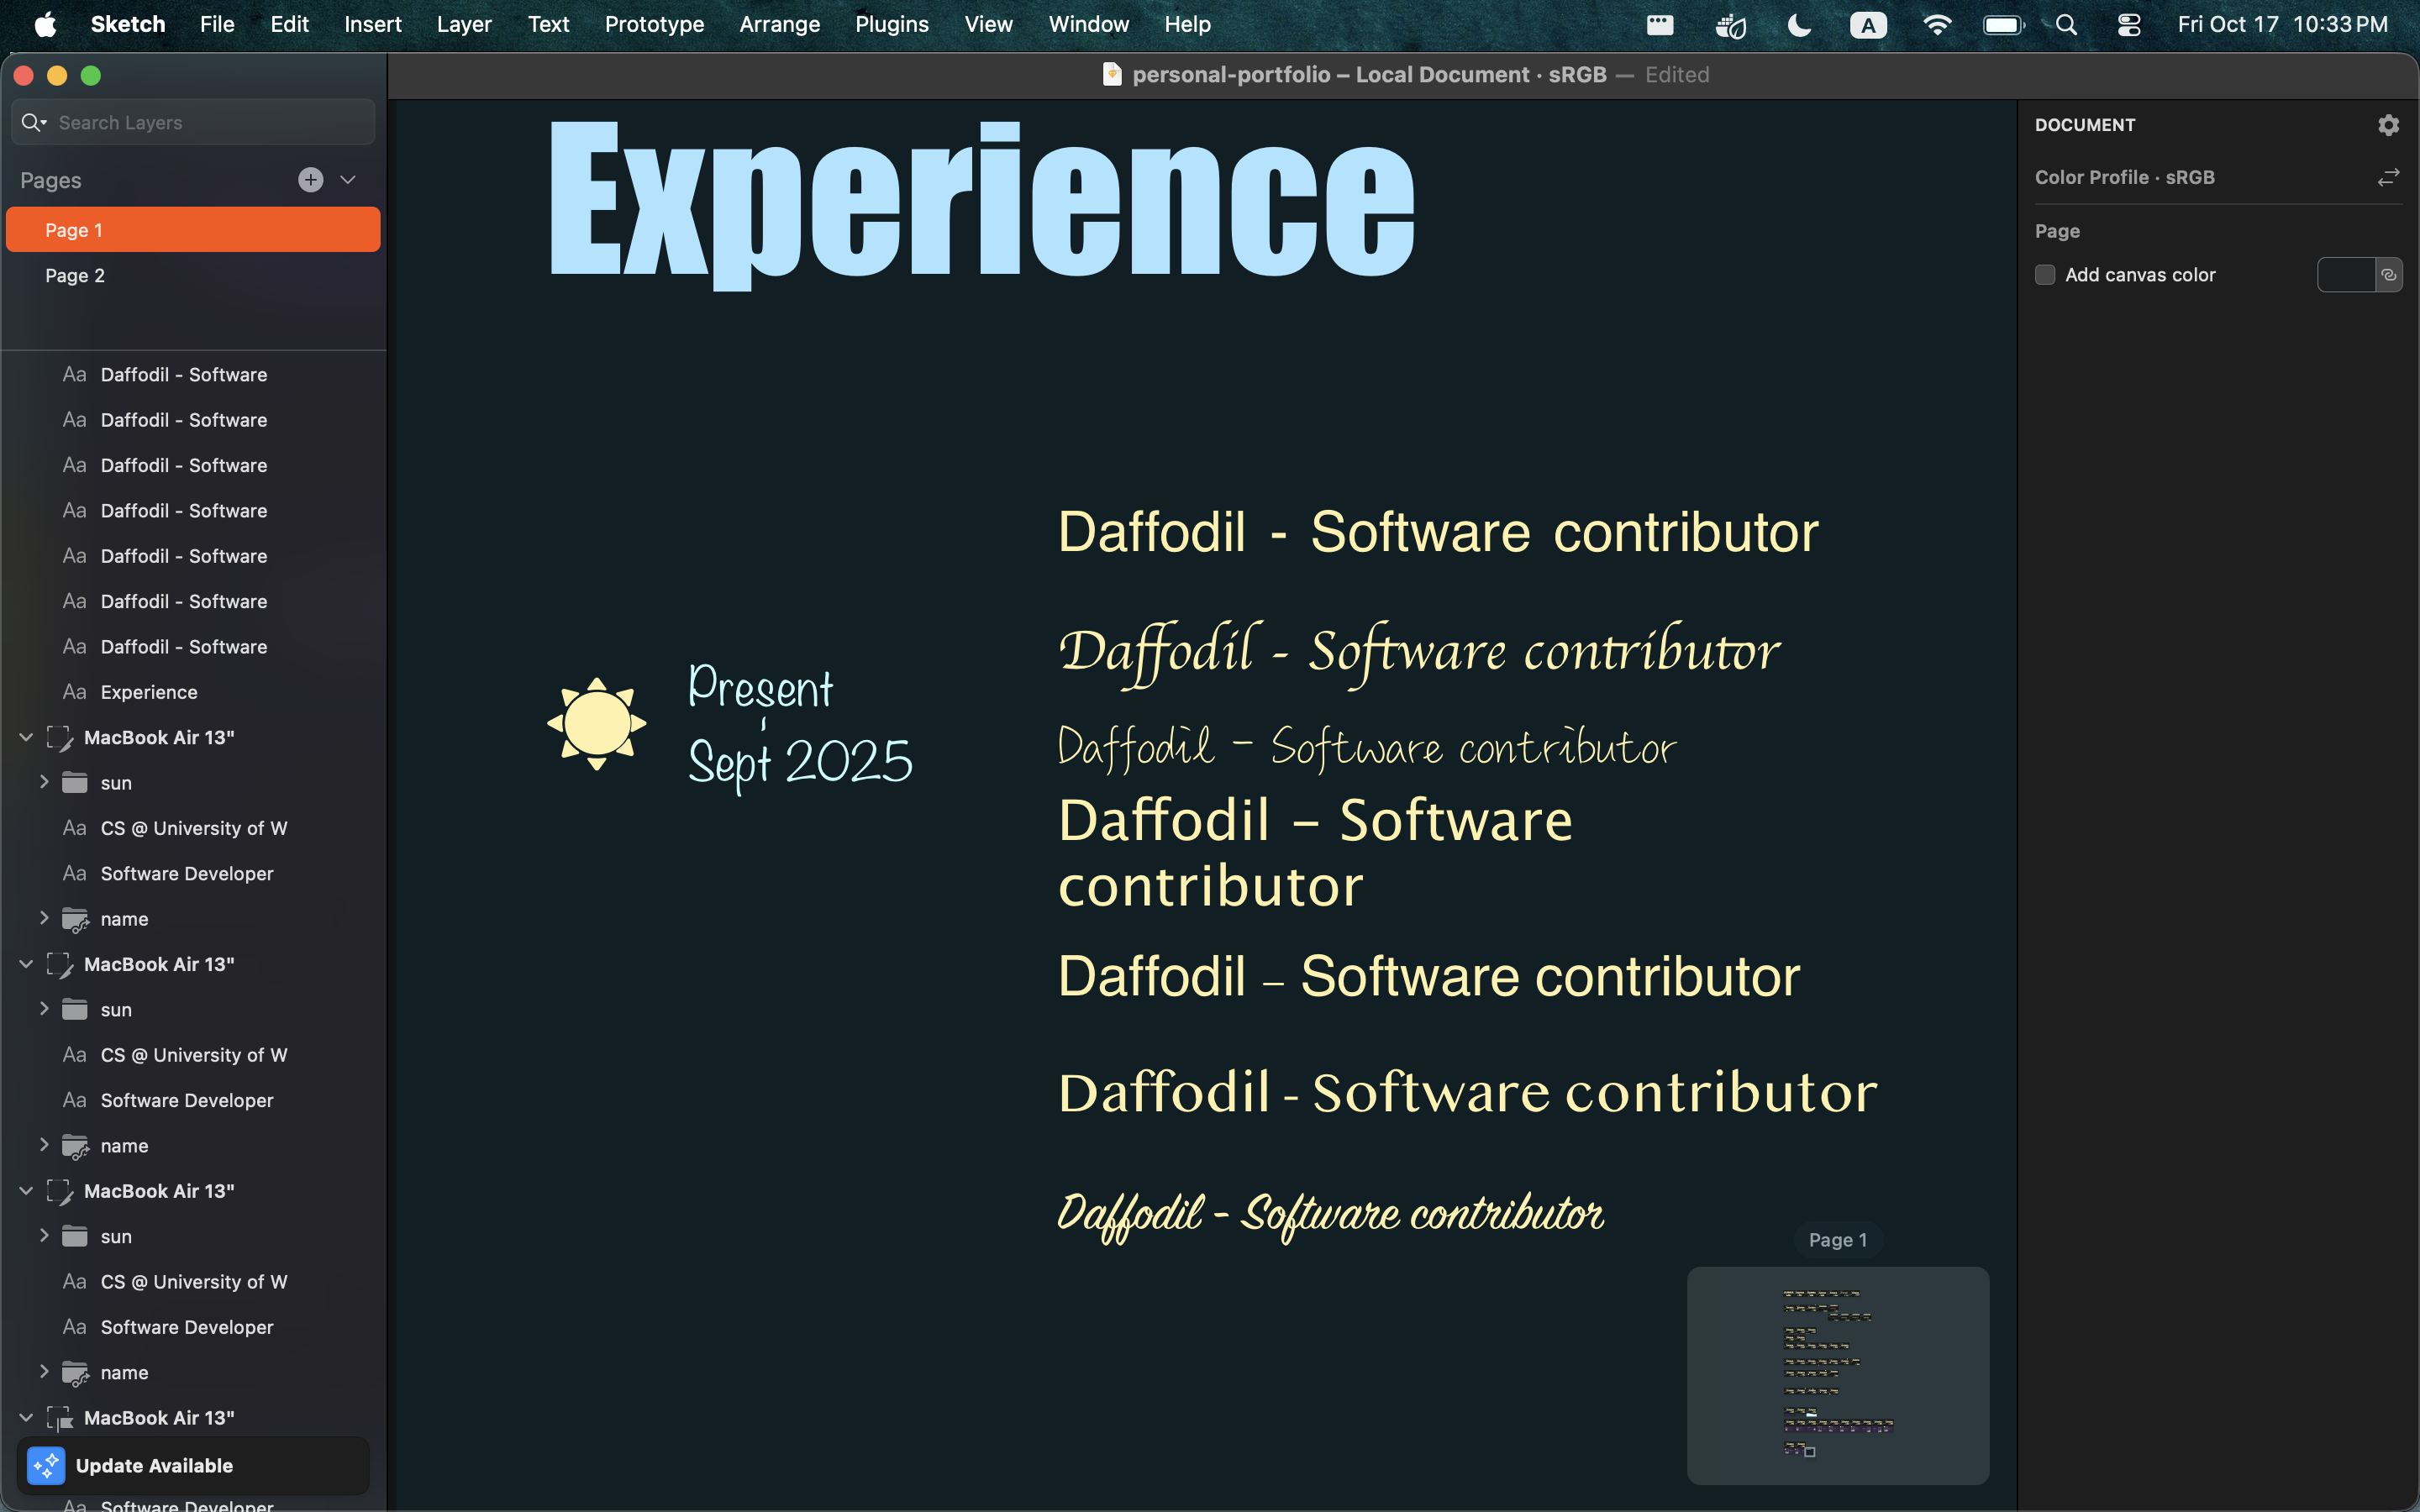 Sketch File Edit Insert Layer Text Prototype Arrange Plugins View Window Help A Fri Oct 17 10:33 PM
personal-portfolio – Local Document · sRGB — Edited
Search Layers
Pages
Page 1
Page 2
Aa Daffodil - Software
Aa Daffodil - Software
Aa Daffodil - Software
Aa Daffodil - Software
Aa Daffodil - Software
Aa Daffodil - Software
Aa Daffodil - Software
Aa Experience
MacBook Air 13"
sun
Aa CS @ University of W
Aa Software Developer
name
MacBook Air 13"
sun
Aa CS @ University of W
Aa Software Developer
name
MacBook Air 13"
sun
Aa CS @ University of W
Aa Software Developer
name
MacBook Air 13"
Update Available
Aa Software Developer
Experience
Present
-
Sept 2025
Daffodil - Software contributor
Daffodil - Software contributor
Daffodil - Software contributor
Daffodil – Software
contributor
Daffodil – Software contributor
Daffodil - Software contributor
Daffodil - Software contributor
Page 1
DOCUMENT
Color Profile · sRGB
Page
Add canvas color